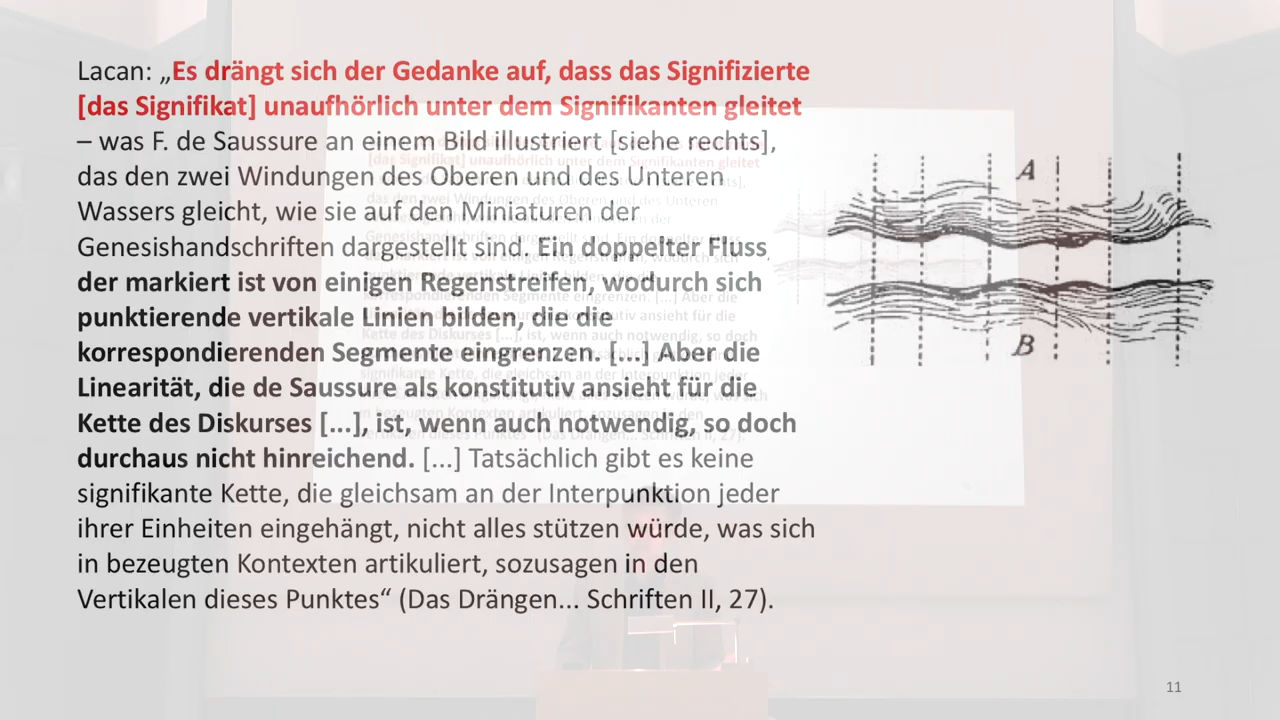 Lacan: „Es drängt sich der Gedanke auf, dass das Signifizierte
[das Signifikat] unaufhörlich unter dem Signifikanten gleitet
– was F. de Saussure an einem Bild illustriert [siehe rechts],
das den zwei Windungen des Oberen und des Unteren
Wassers gleicht, wie sie auf den Miniaturen der
Genesishandschriften dargestellt sind. Ein doppelter Fluss,
der markiert ist von einigen Regenstreifen, wodurch sich
punktierende vertikale Linien bilden, die die
korrespondierenden Segmente eingrenzen. [...] Aber die
Linearität, die de Saussure als konstitutiv ansieht für die
Kette des Diskurses [...], ist, wenn auch notwendig, so doch
durchaus nicht hinreichend. [...] Tatsächlich gibt es keine
signifikante Kette, die gleichsam an der Interpunktion jeder
ihrer Einheiten eingehängt, nicht alles stützen würde, was sich
in bezeugten Kontexten artikuliert, sozusagen in den
Vertikalen dieses Punktes“ (Das Drängen... Schriften II, 27).
A
B
11